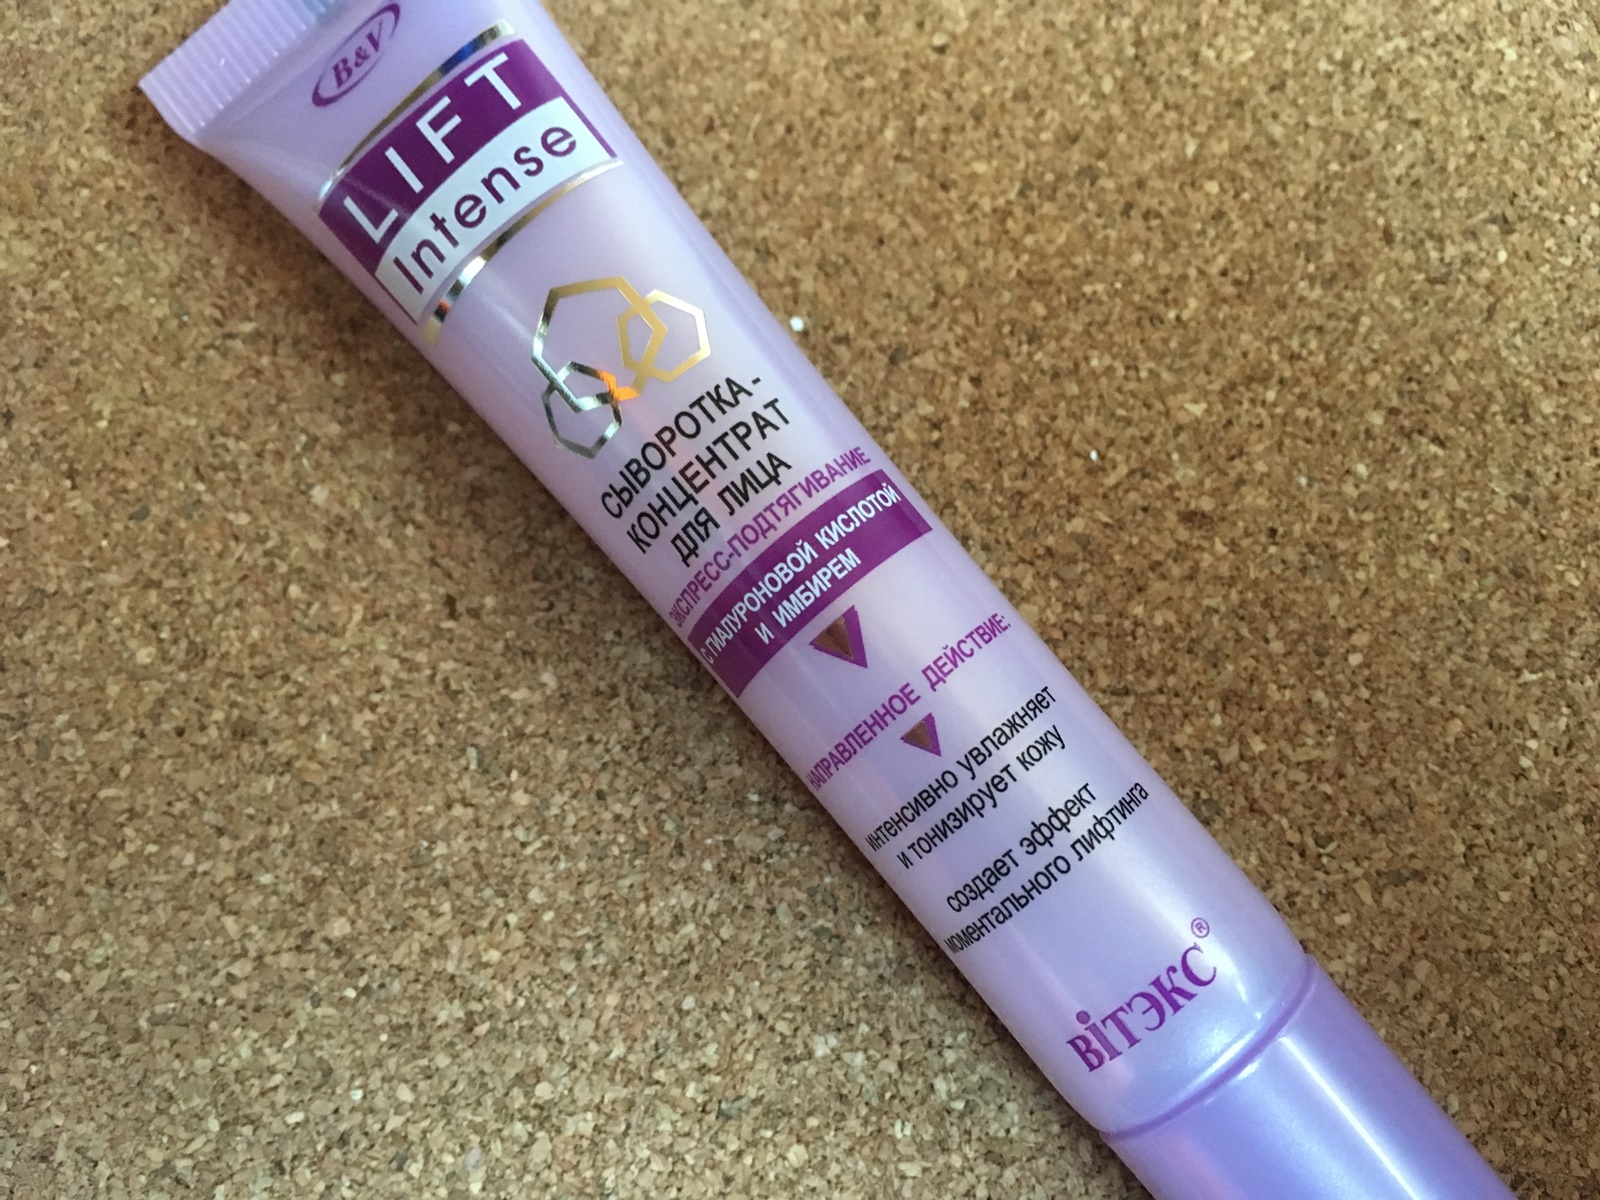 B&V
LIFT
Intense
СЫВОРОТКА-
КОНЦЕНТРАТ
ДЛЯ ЛИЦА
ЭКСПРЕСС-ПОДТЯГИВАНИЕ
С ГИАЛУРОНОВОЙ КИСЛОТОЙ
И ИМБИРЕМ
НАПРАВЛЕННОЕ ДЕЙСТВИЕ:
интенсивно увлажняет
и тонизирует кожу
создает эффект
моментального лифтинга
ВіТЭКС®